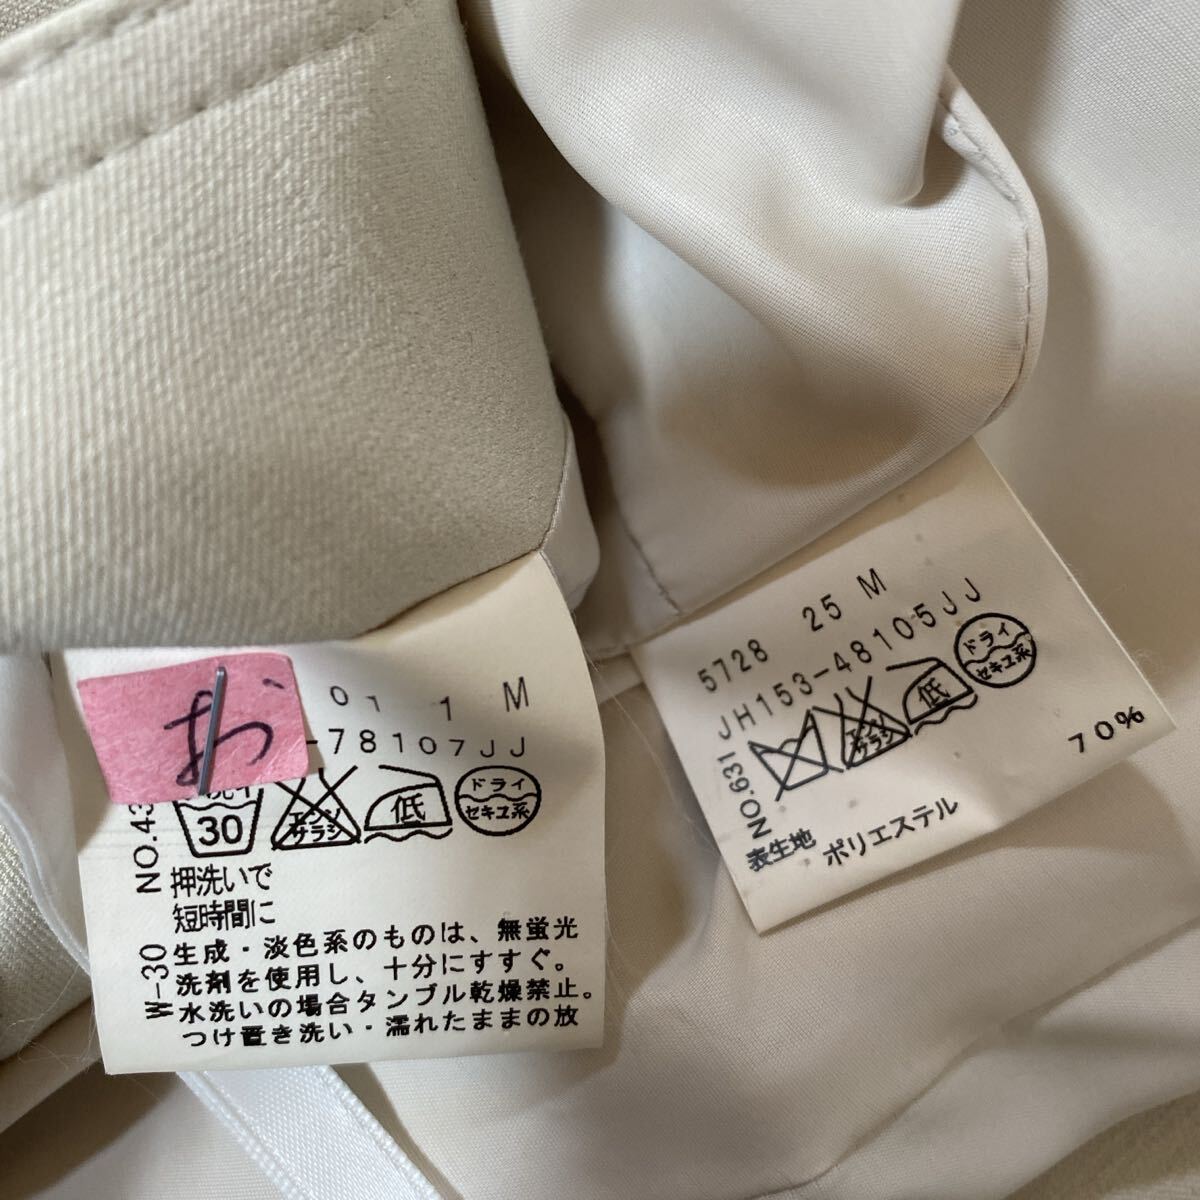 お
01 1 M
-78107JJ
30
エンソ
サラシ
低
ドライ
セキユ系
NO.43
押洗いで
短時間に
W-30
生成・淡色系のものは、無蛍光
洗剤を使用し、十分にすすぐ。
水洗いの場合タンブル乾燥禁止。
つけ置き洗い・濡れたままの放
5728 25 M
JH153-48105JJ
エンソ
サラシ
低
ドライ
セキユ系
NO.631
表生地 ポリエステル 70%